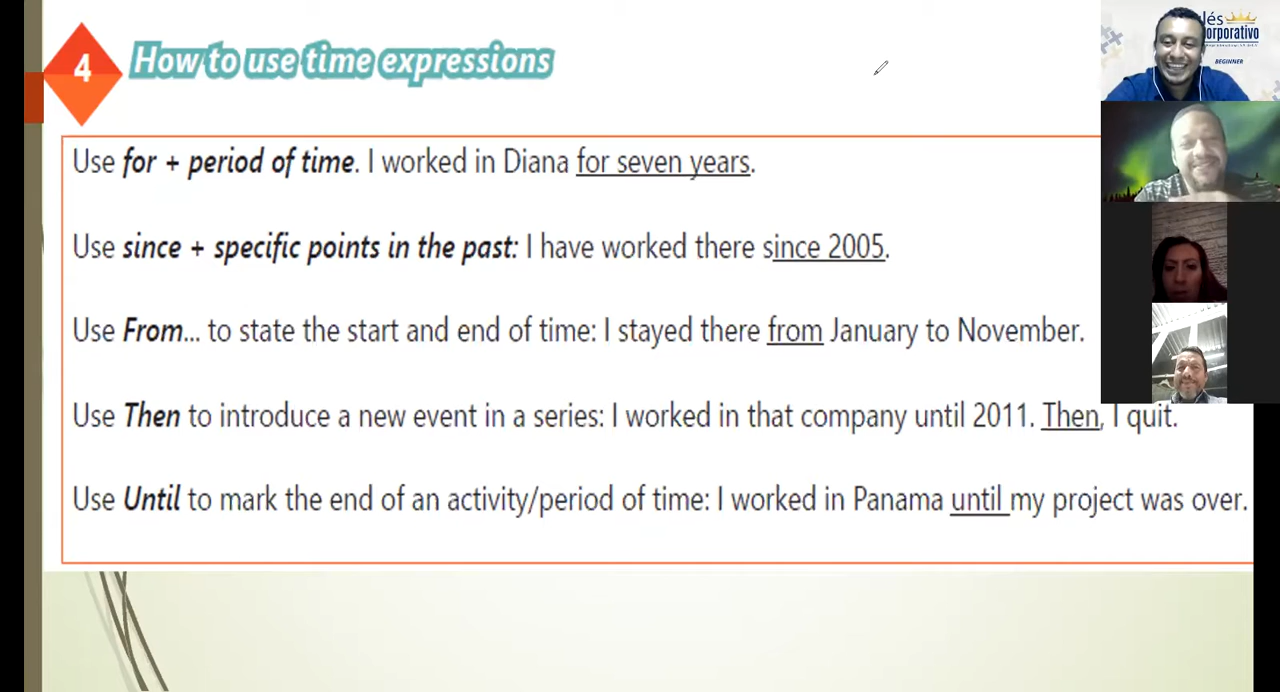 4
How to use time expressions
Use for + period of time. I worked in Diana for seven years.
Use since + specific points in the past: I have worked there since 2005.
Use From... to state the start and end of time: I stayed there from January to November.
Use Then to introduce a new event in a series: I worked in that company until 2011. Then, I quit.
Use Until to mark the end of an activity/period of time: I worked in Panama until my project was over.
BEGINNER